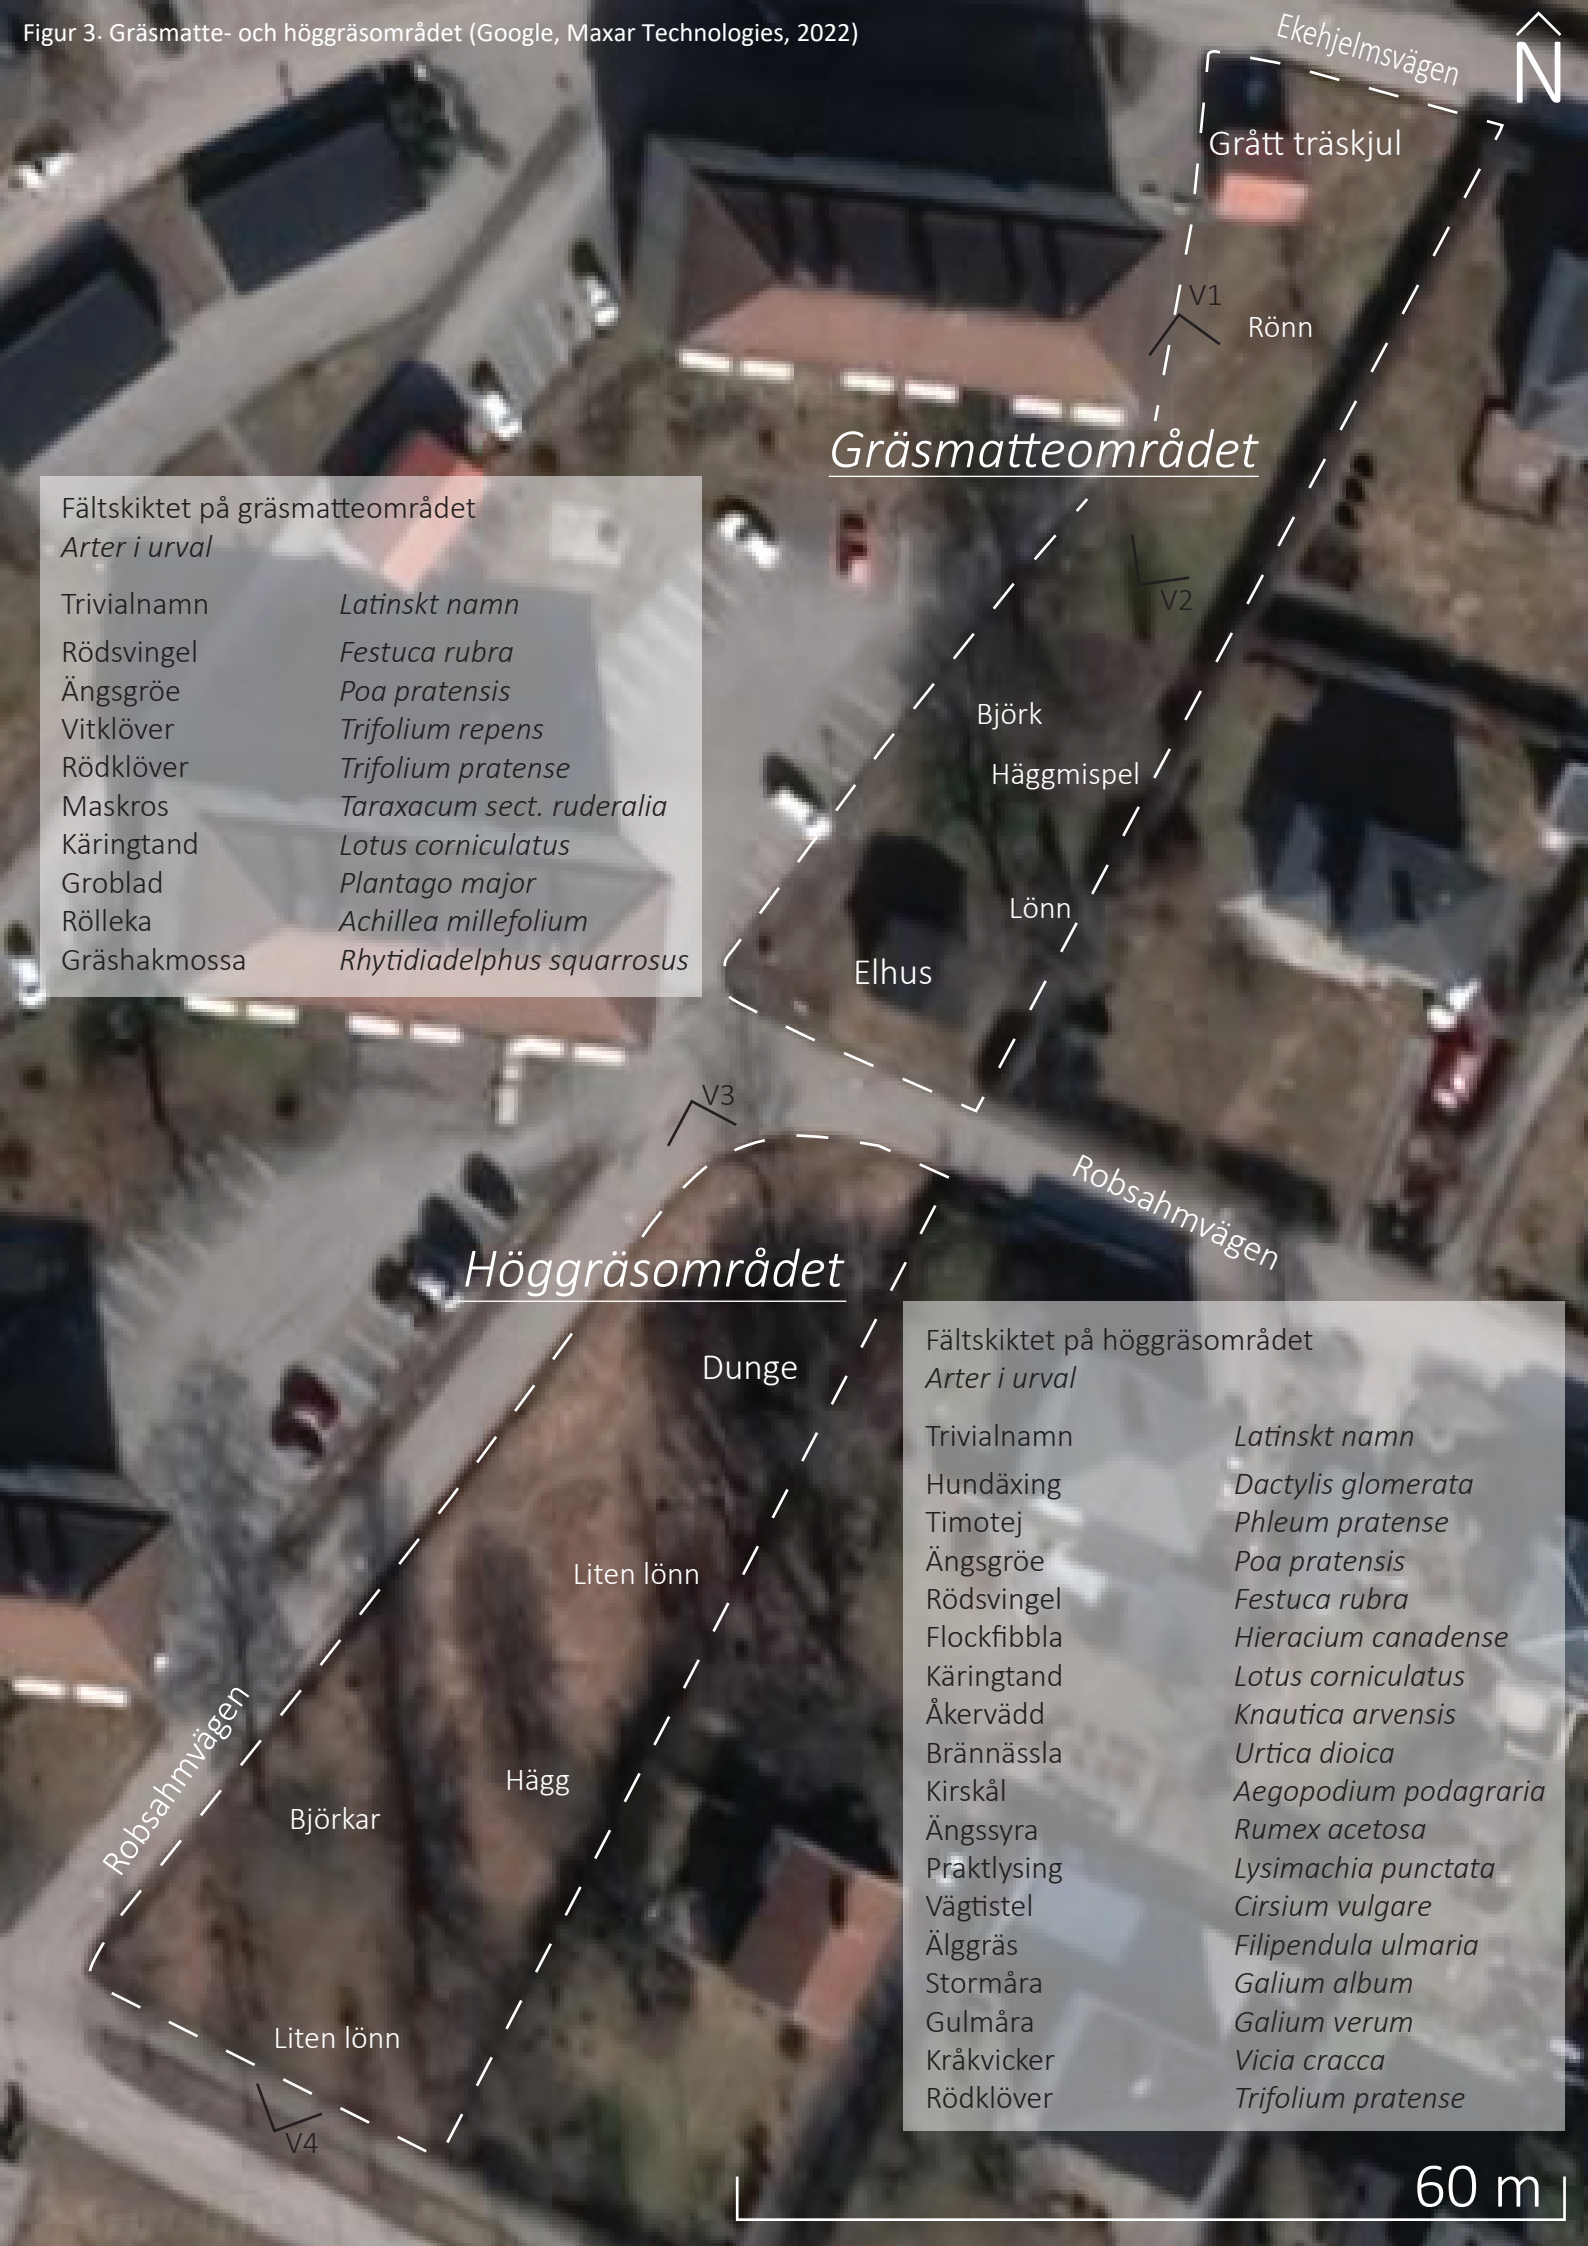 Figur 3. Gräsmatte- och höggräsområdet (Google, Maxar Technologies, 2022)
Ekehjelmsvägen
N
Grått träskjul
V1
Rönn
Gräsmatteområdet
Fältskiktet på gräsmatteområdet
Arter i urval
Trivialnamn Latinskt namn
Rödsvingel Festuca rubra
Ängsgröe Poa pratensis
Vitklöver Trifolium repens
Rödklöver Trifolium pratense
Maskros Taraxacum sect. ruderalia
Käringtand Lotus corniculatus
Groblad Plantago major
Rölleka Achillea millefolium
Gräshakmossa Rhytidiadelphus squarrosus
V2
Björk
Häggmispel
Lönn
Elhus
V3
Robsahmvägen
Höggräsområdet
Dunge
Fältskiktet på höggräsområdet
Arter i urval
Trivialnamn Latinskt namn
Hundäxing Dactylis glomerata
Timotej Phleum pratense
Ängsgröe Poa pratensis
Rödsvingel Festuca rubra
Flockfibbla Hieracium canadense
Käringtand Lotus corniculatus
Åkervädd Knautica arvensis
Brännässla Urtica dioica
Kirskål Aegopodium podagraria
Ängssyra Rumex acetosa
Praktlysing Lysimachia punctata
Vägtistel Cirsium vulgare
Älggräs Filipendula ulmaria
Stormåra Galium album
Gulmåra Galium verum
Kråkvicker Vicia cracca
Rödklöver Trifolium pratense
Liten lönn
Hägg
Björkar
Robsahmvägen
Liten lönn
V4
60 m